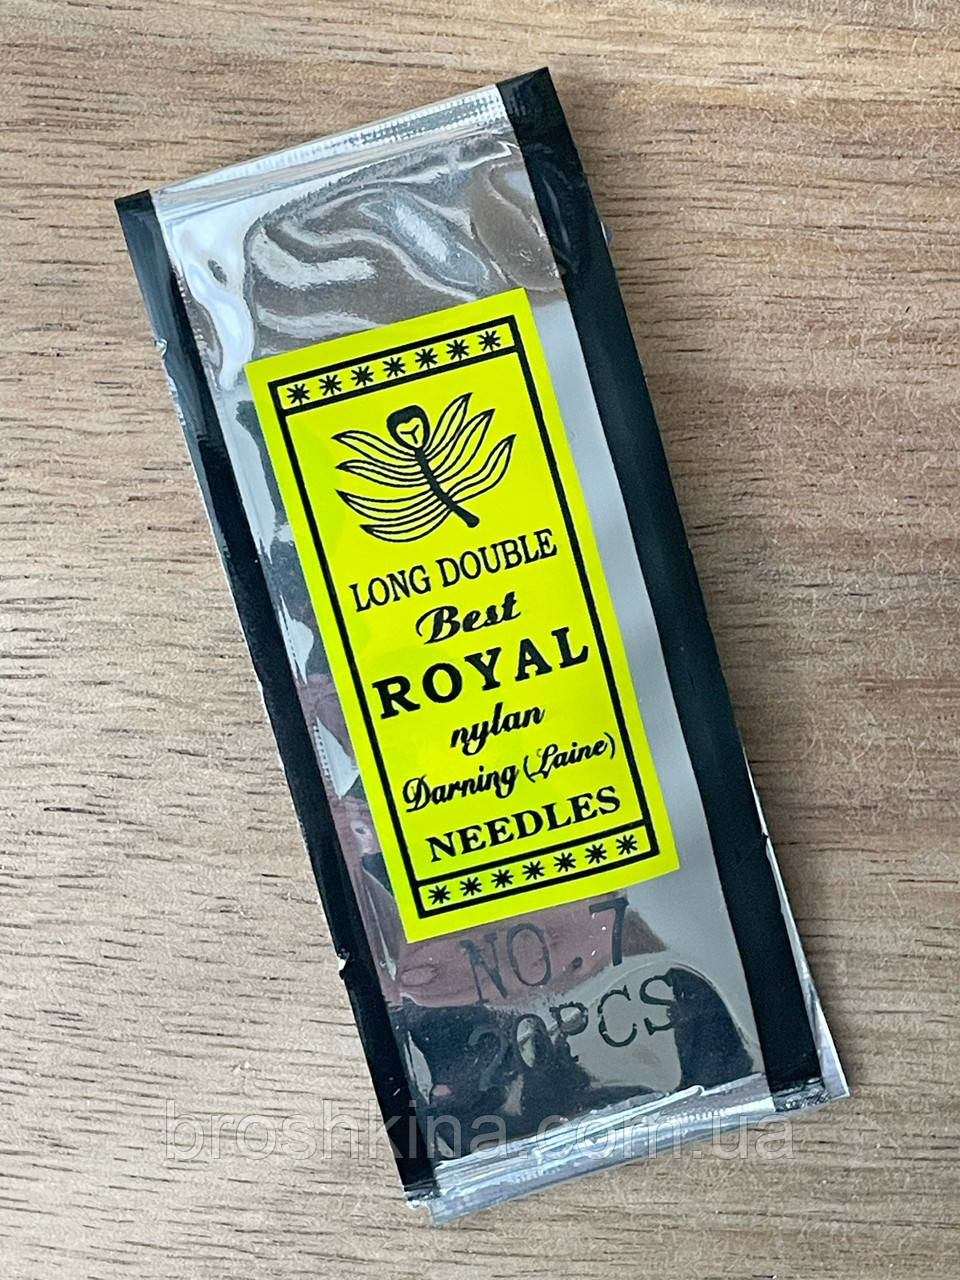 LONG DOUBLE
Best
ROYAL
nylan
Darning (Laine)
NEEDLES
NO.7
20PCS
broshkina.com.ua